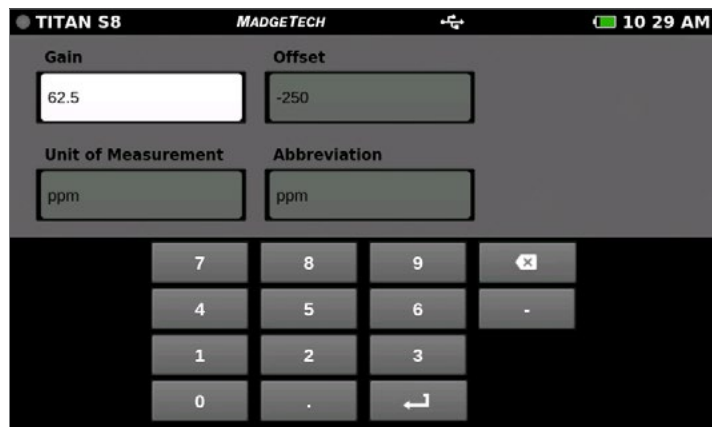 TITAN S8 MADGETECH 10 29 AM
Gain Offset
62.5 -250
Unit of Measurement Abbreviation
ppm ppm
7 8 9
4 5 6 -
1 2 3
0 .